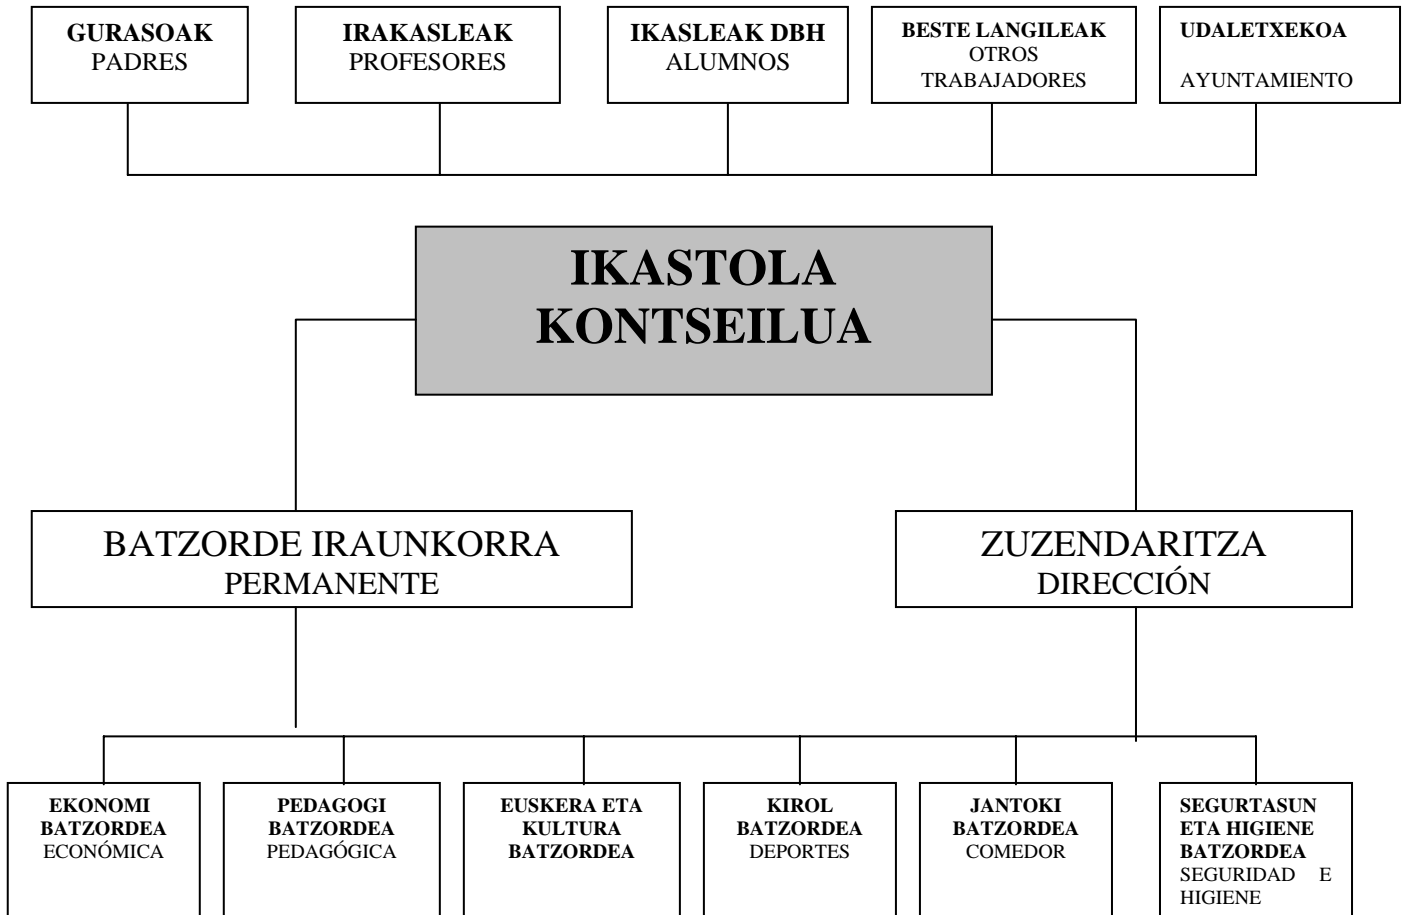 GURASOAK
PADRES
IRAKASLEAK
PROFESORES
IKASLEAK DBH
ALUMNOS
BESTE LANGILEAK
OTROS
TRABAJADORES
UDALETXEKOA
AYUNTAMIENTO
IKASTOLA
KONTSEILUA
BATZORDE IRAUNKORRA
PERMANENTE
ZUZENDARITZA
DIRECCIÓN
EKONOMI
BATZORDEA
ECONÓMICA
PEDAGOGI
BATZORDEA
PEDAGÓGICA
EUSKERA ETA
KULTURA
BATZORDEA
KIROL
BATZORDEA
DEPORTES
JANTOKI
BATZORDEA
COMEDOR
SEGURTASUN
ETA HIGIENE
BATZORDEA
SEGURIDAD E
HIGIENE